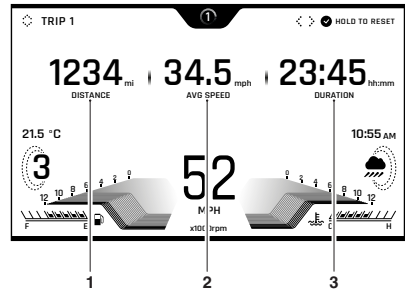 TRIP 1
1
HOLD TO RESET
1234 mi
34.5 mph
23:45 hh:mm
DISTANCE
AVG SPEED
DURATION
21.5 °C
10:55 AM
3
52
MPH
x1000rpm
12 10 8 6 4 2 0
0 2 4 6 8 10 12
F E
C H
1 2 3